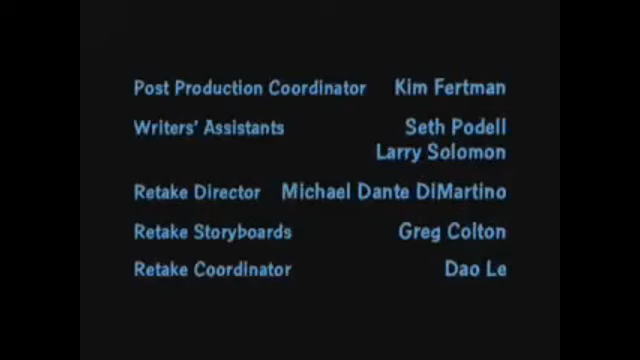 Post Production Coordinator Kim Fertman
Writers' Assistants Seth Podell
Larry Solomon
Retake Director Michael Dante DiMartino
Retake Storyboards Greg Colton
Retake Coordinator Dao Le